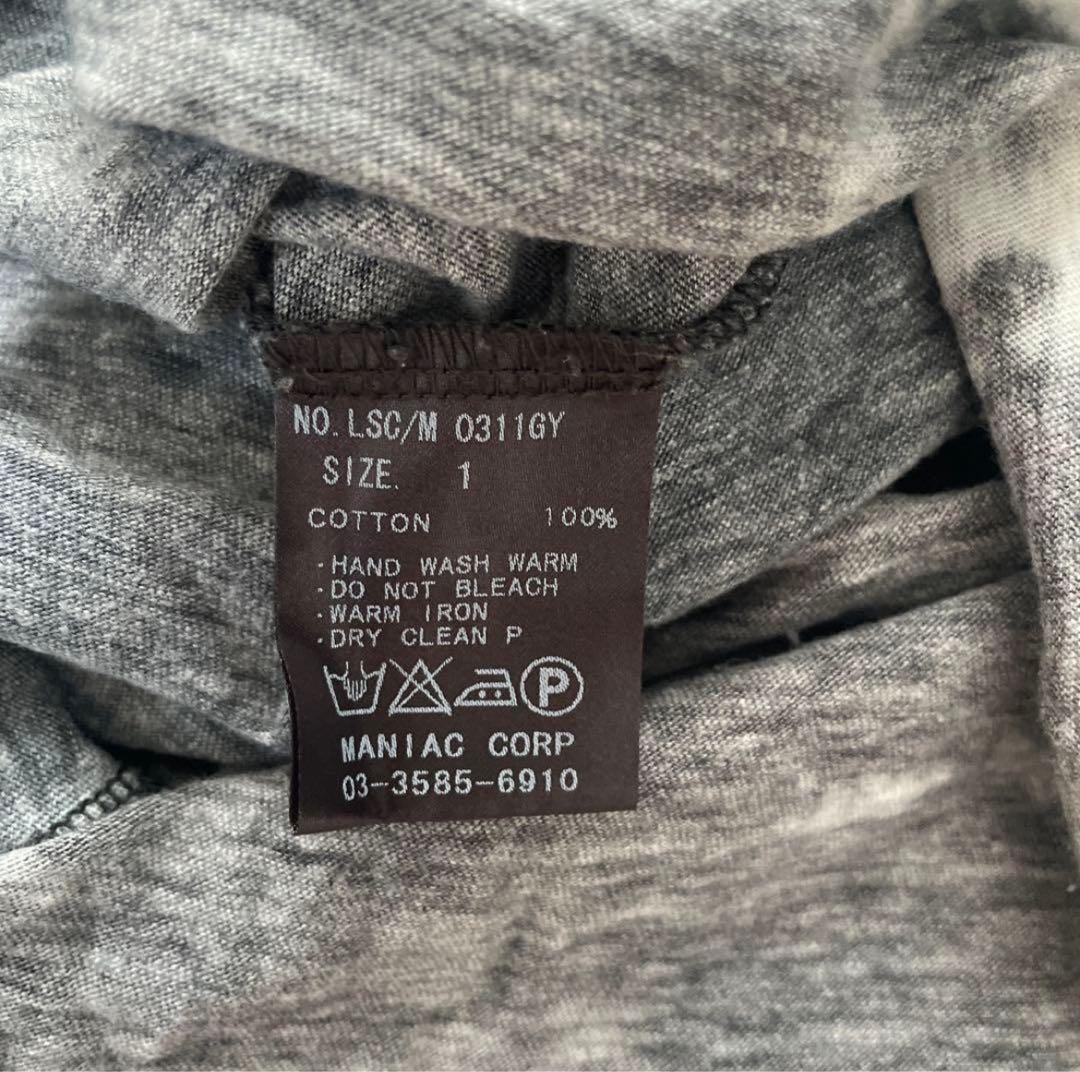 NO. LSC/M 0311GY
SIZE. 1
COTTON 100%
·HAND WASH WARM
·DO NOT BLEACH
·WARM IRON
·DRY CLEAN P
P
MANIAC CORP
03-3585-6910